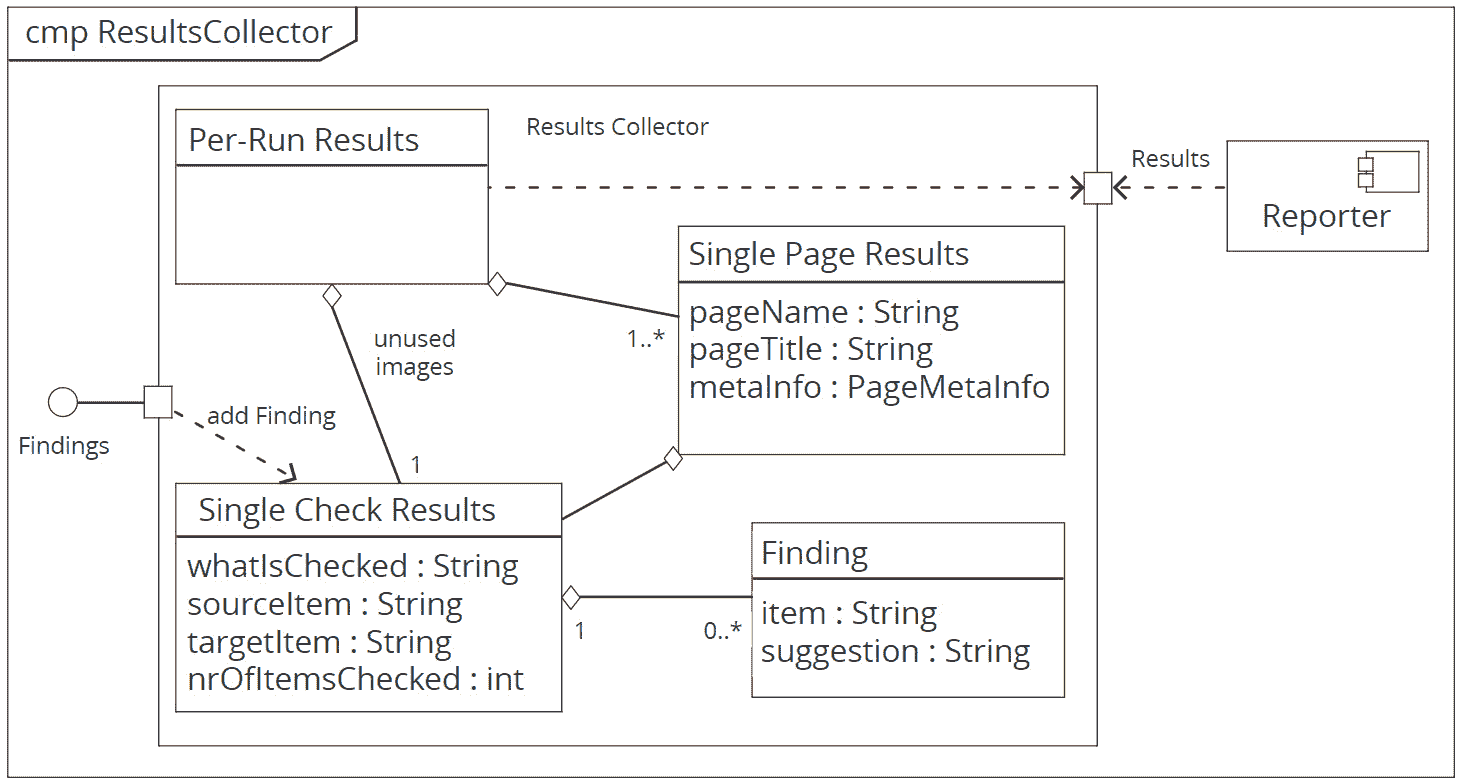 cmp ResultsCollector
Per-Run Results
Results Collector
Results
Reporter
Single Page Results
pageName : String
pageTitle : String
metaInfo : PageMetaInfo
1..*
unused
images
add Finding
Findings
1
Single Check Results
whatIsChecked : String
sourceItem : String
targetItem : String
nrOfItemsChecked : int
1
0..*
Finding
item : String
suggestion : String